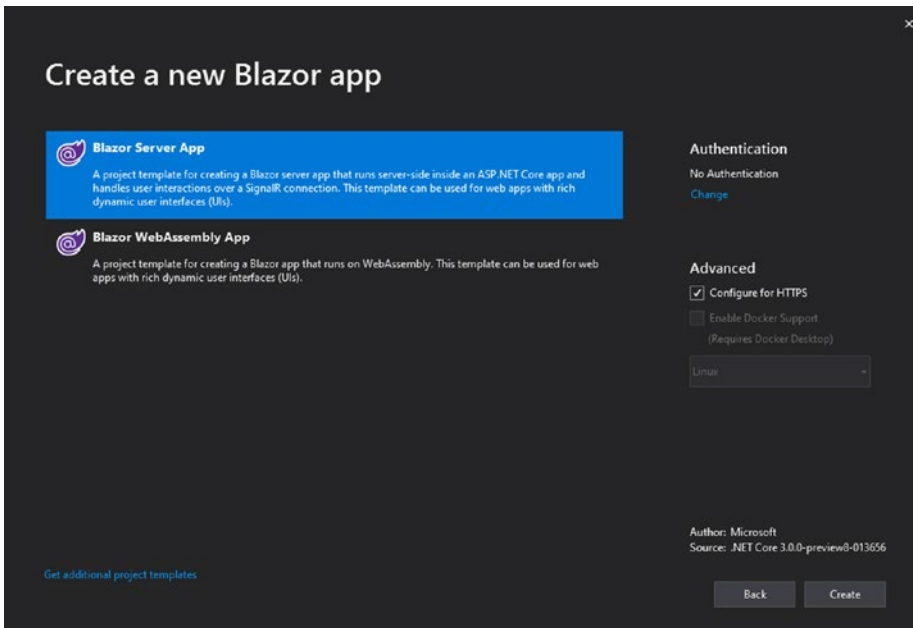 Create a new Blazor app
Blazor Server App
A project template for creating a Blazor server app that runs server-side inside an ASP.NET Core app and
handles user interactions over a SignalR connection. This template can be used for web apps with rich
dynamic user interfaces (UIs).
Blazor WebAssembly App
A project template for creating a Blazor app that runs on WebAssembly. This template can be used for web
apps with rich dynamic user interfaces (UIs).
Authentication
No Authentication
Change
Advanced
Configure for HTTPS
Enable Docker Support
(Requires Docker Desktop)
Linux
Author: Microsoft
Source: .NET Core 3.0.0-preview8-013656
Get additional project templates
Back
Create